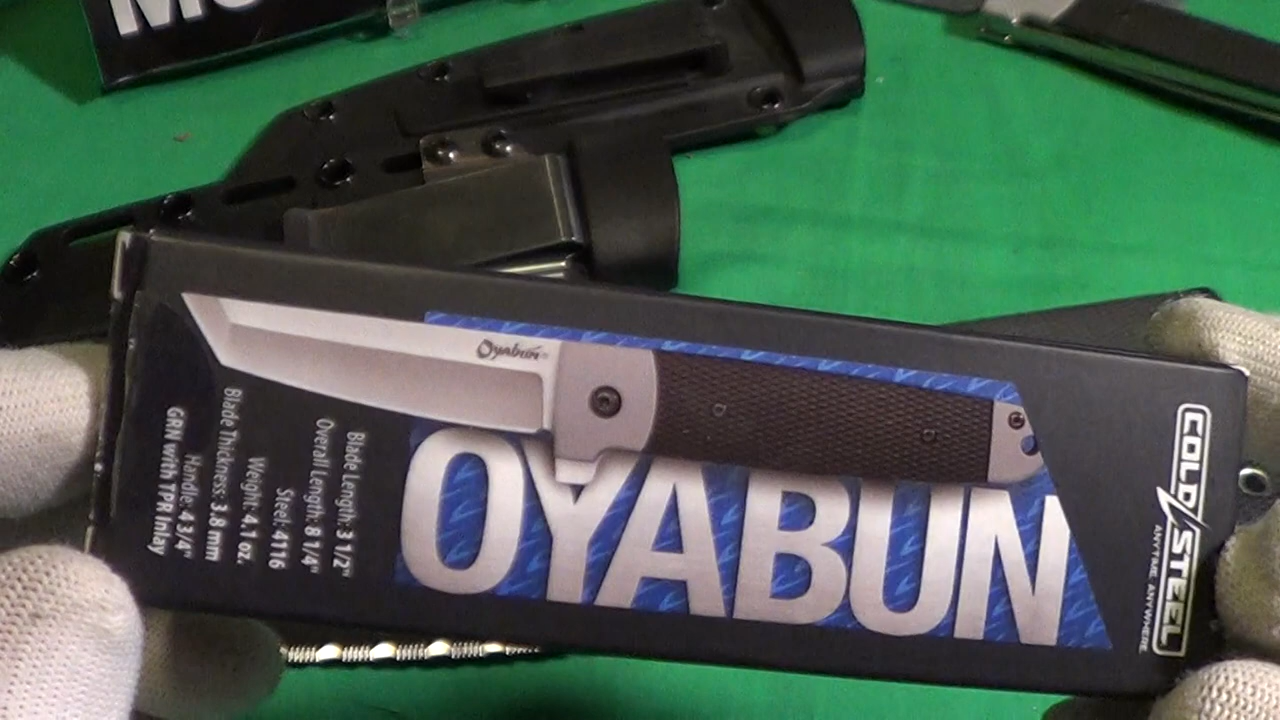 Oyabun®
OYABUN
Blade Length: 3 1/2"
Overall Length: 8 1/4"
Steel: 4116
Weight: 4.1 oz.
Blade Thickness: 3.8 mm
Handle: 4 3/4"
GRN with TPR Inlay
COLD STEEL
ANYTIME. ANYWHERE.